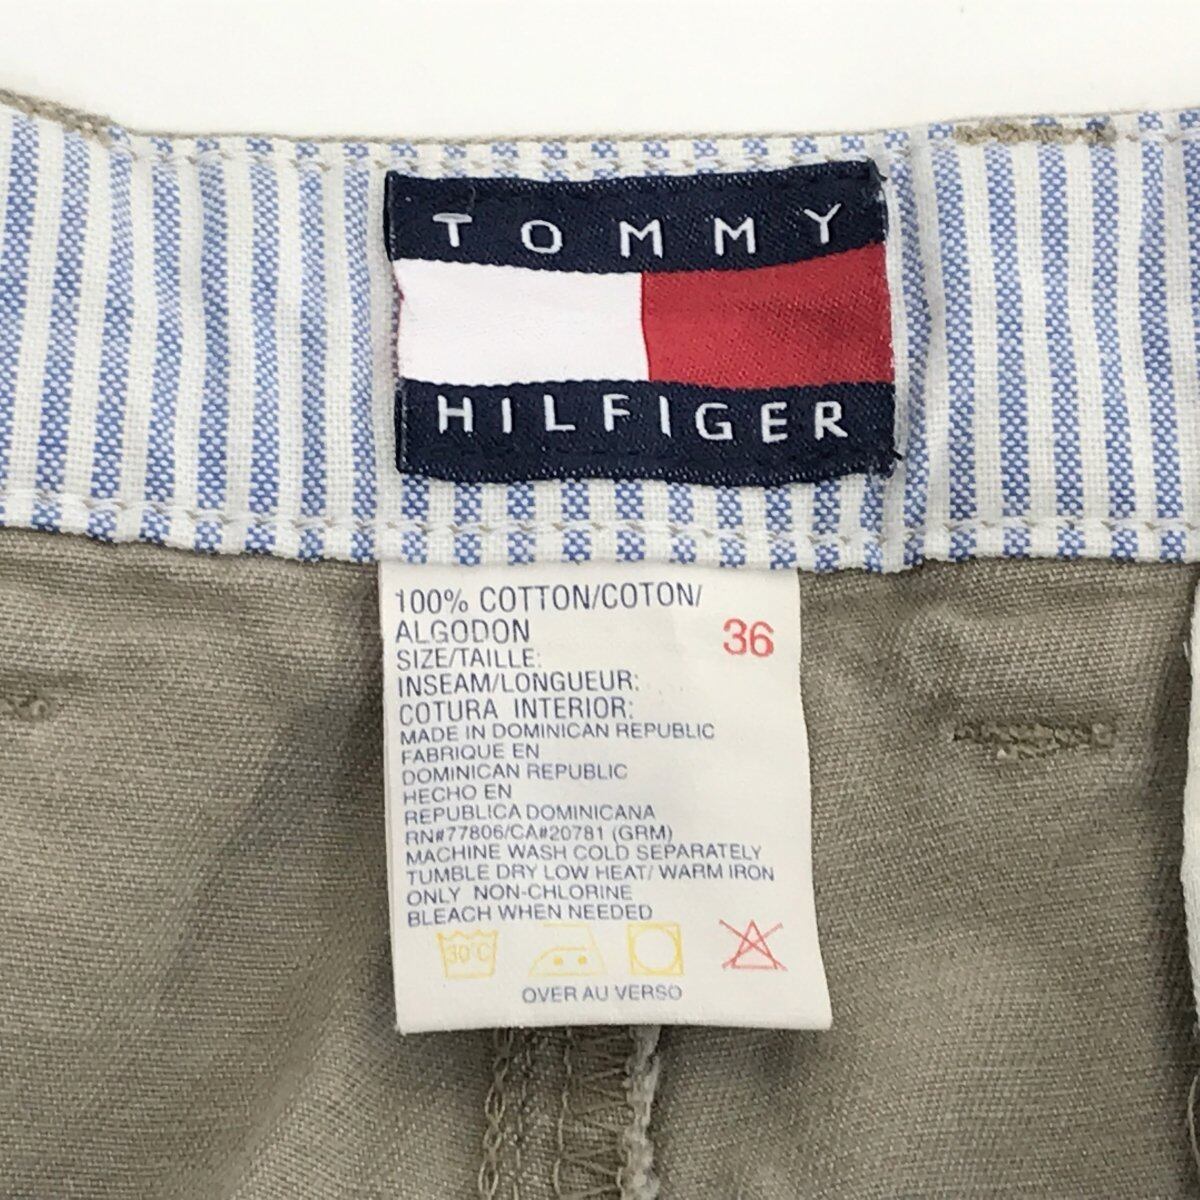 TOMMY
HILFIGER
100% COTTON/COTON/
ALGODON
36
SIZE/TAILLE:
INSEAM/LONGUEUR:
COTURA INTERIOR:
MADE IN DOMINICAN REPUBLIC
FABRIQUE EN
DOMINICAN REPUBLIC
HECHO EN
REPUBLICA DOMINICANA
RN#77806/CA#20781 (GRM)
MACHINE WASH COLD SEPARATELY
TUMBLE DRY LOW HEAT/ WARM IRON
ONLY NON-CHLORINE
BLEACH WHEN NEEDED
30°C
OVER AU VERSO